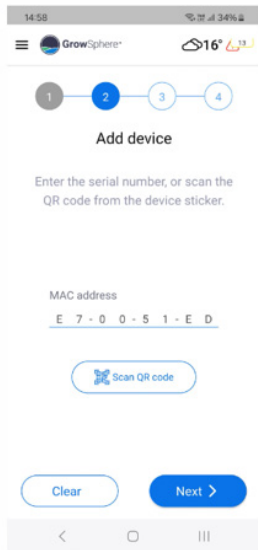 14:58 34%
GrowSphere 16° 13
1 2 3 4
Add device
Enter the serial number, or scan the
QR code from the device sticker.
MAC address
E 7 - 0 0 - 5 1 - E D
Scan QR code
Clear Next